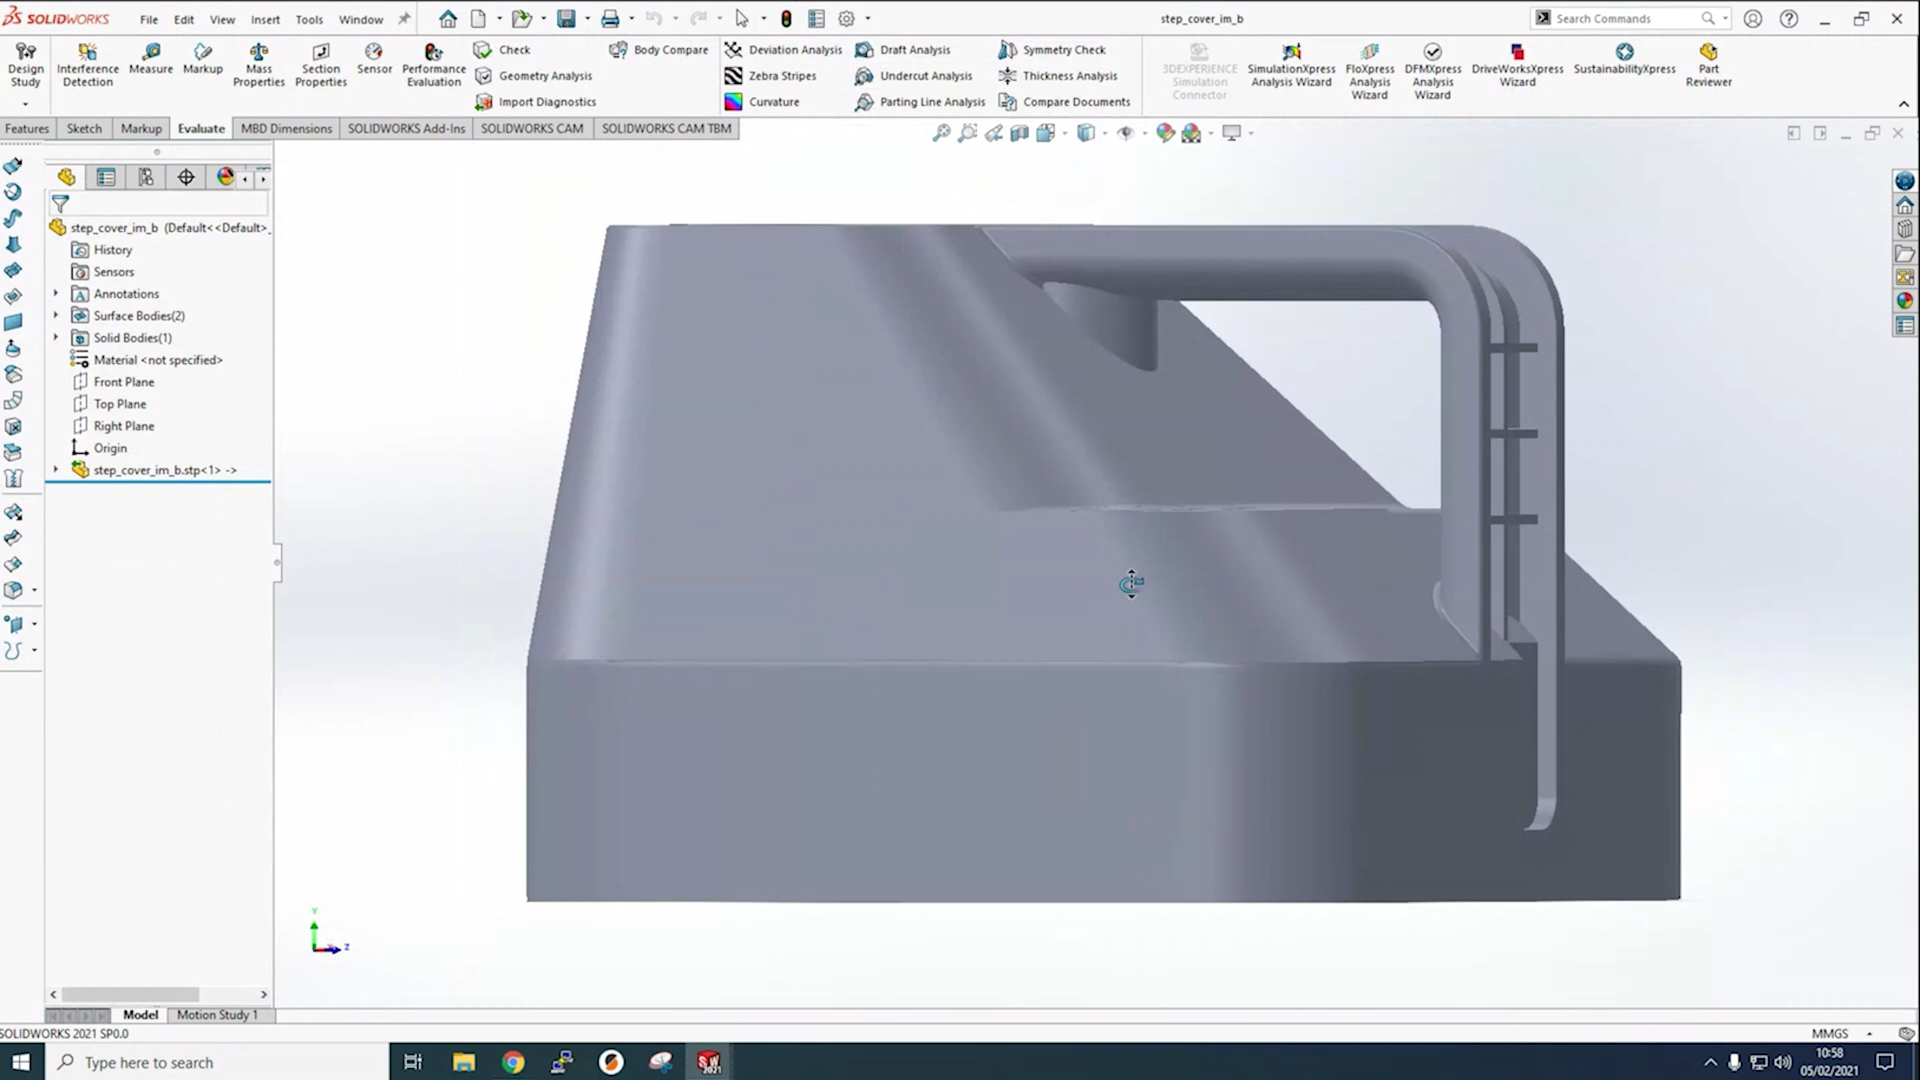 SOLIDWORKS File Edit View Insert Tools Window step_cover_im_b Search Commands
Design Study
Interference Detection
Measure
Markup
Mass Properties
Section Properties
Sensor
Performance Evaluation
Check
Geometry Analysis
Import Diagnostics
Body Compare
Deviation Analysis
Zebra Stripes
Curvature
Draft Analysis
Undercut Analysis
Parting Line Analysis
Symmetry Check
Thickness Analysis
Compare Documents
3DEXPERIENCE Simulation Connector
SimulationXpress Analysis Wizard
FloXpress Analysis Wizard
DFMXpress Analysis Wizard
DriveWorksXpress Wizard
SustainabilityXpress
Part Reviewer
Features Sketch Markup Evaluate MBD Dimensions SOLIDWORKS Add-Ins SOLIDWORKS CAM SOLIDWORKS CAM TBM
step_cover_im_b (Default<<Default>_
History
Sensors
Annotations
Surface Bodies(2)
Solid Bodies(1)
Material <not specified>
Front Plane
Top Plane
Right Plane
Origin
step_cover_im_b.stp<1> ->
Y
Z
Model Motion Study 1
SOLIDWORKS 2021 SP0.0 MMGS
Type here to search
10:58
05/02/2021